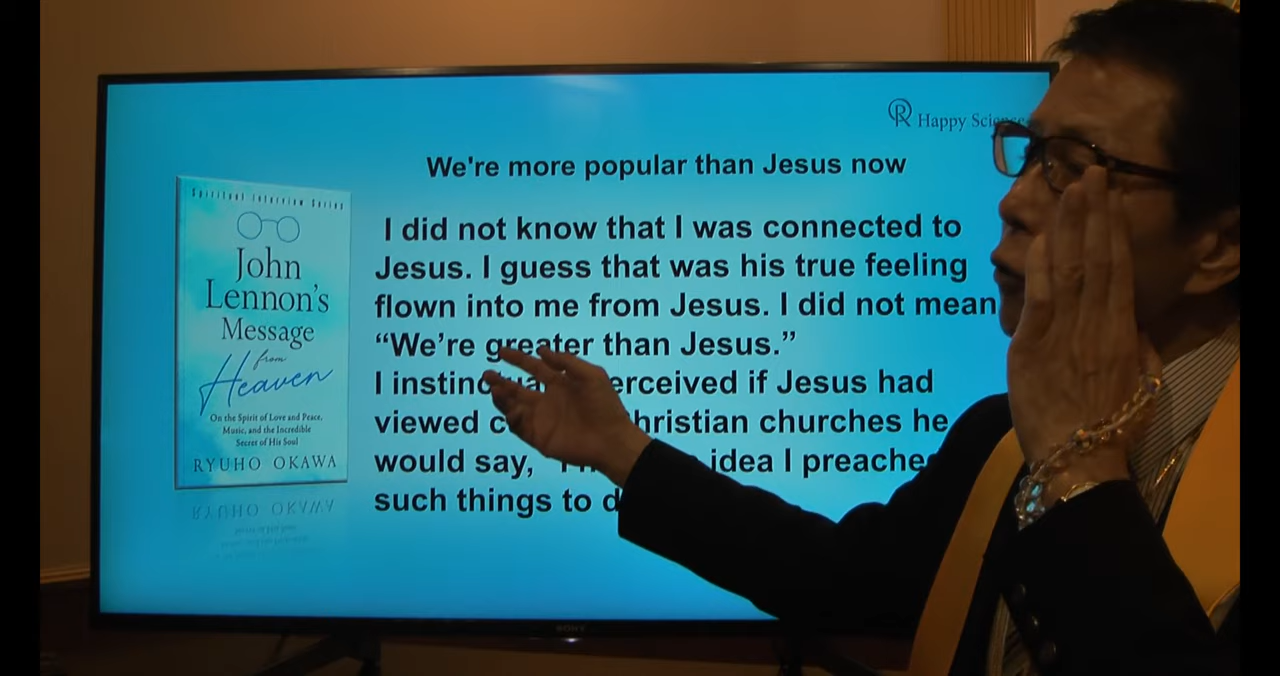 Happy Science
We're more popular than Jesus now
Spiritual Interview Series
John
Lennon's
Message
from
Heaven
On the Spirit of Love and Peace,
Music, and the Incredible
Secret of His Soul
RYUHO OKAWA
I did not know that I was connected to
Jesus. I guess that was his true feeling
flown into me from Jesus. I did not mean
“We’re greater than Jesus.”
I perceived if Jesus had
viewed Christian churches he
would say, idea I preached
such things to
SONY